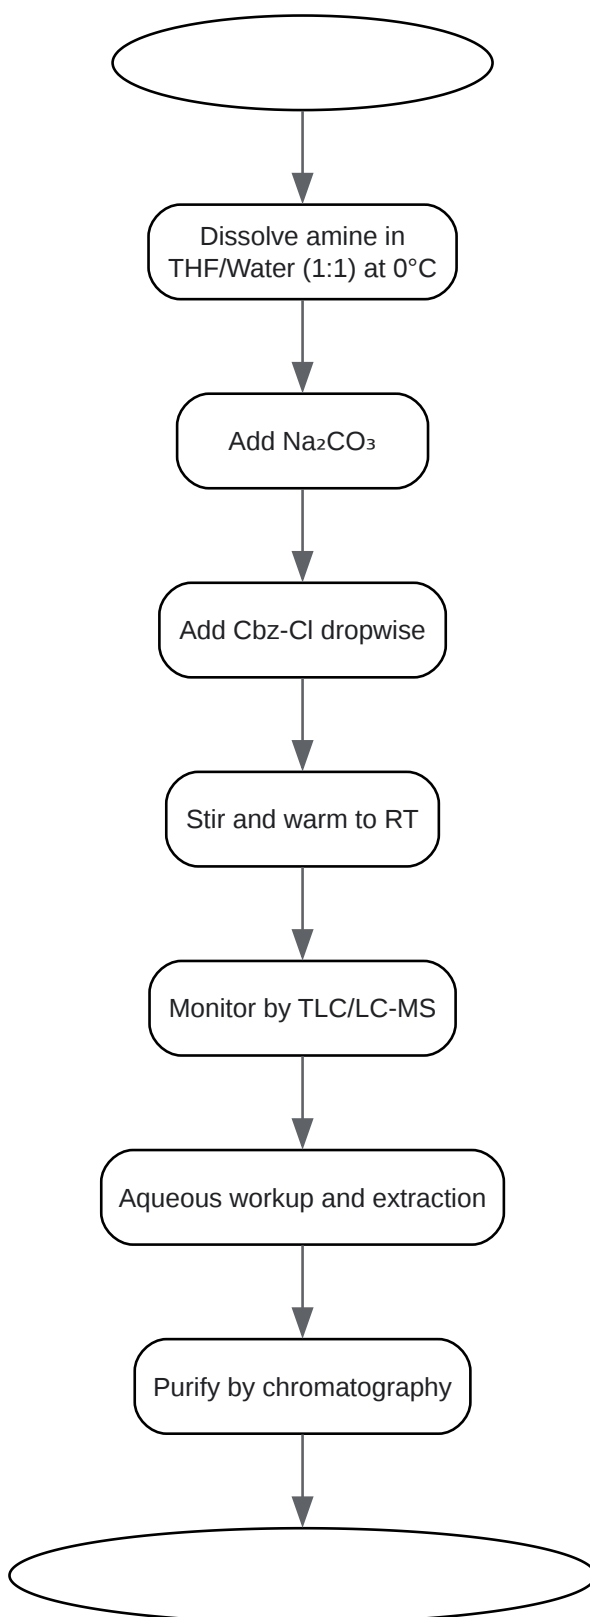 Dissolve amine in
THF/Water (1:1) at 0°C
Add Na₂CO₃
Add Cbz-Cl dropwise
Stir and warm to RT
Monitor by TLC/LC-MS
Aqueous workup and extraction
Purify by chromatography